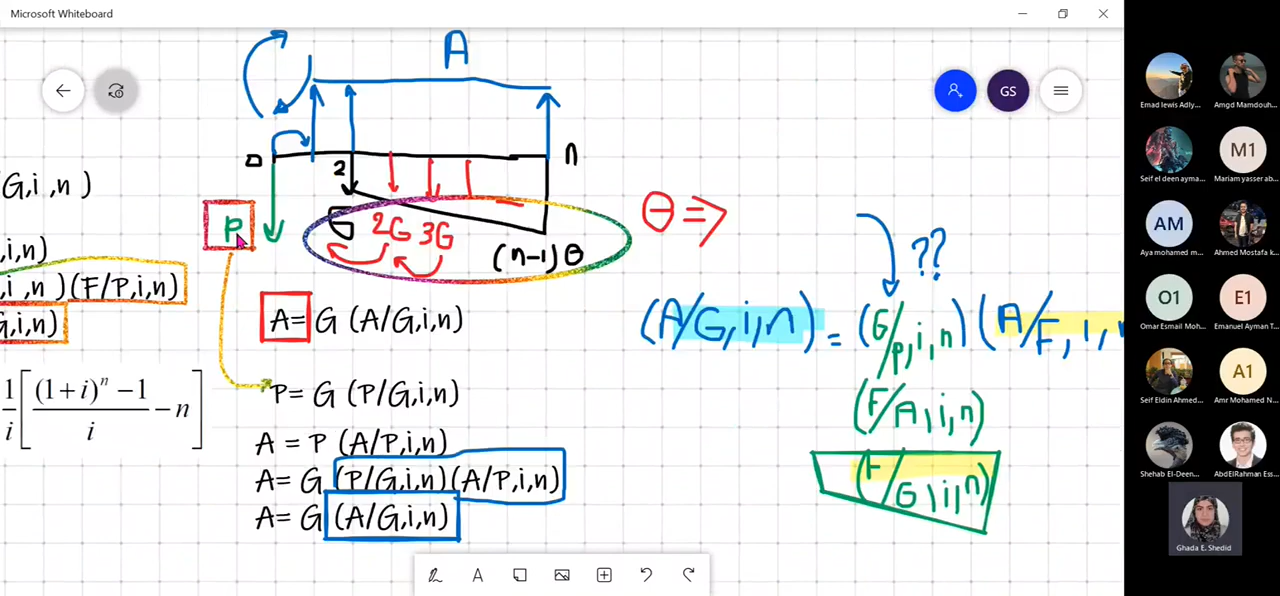 Microsoft Whiteboard
A
0
2
n
G 2G 3G
(n-1) G
P
GS
G,i,n )
,i,n)
,i,n )(F/P,i,n)
G,i,n)
1/i [ ((1+i)^n −1)/i − n ]
A= G (A/G,i,n)
P= G (P/G,i,n)
A = P (A/P,i,n)
A= G (P/G,i,n)(A/P,i,n)
A= G (A/G,i,n)
G ⇒
??
(A/G,i,n) = (G/P,i,n) (A/F,i,n
(F/A,i,n)
(F/G,i,n)
Emad lewis Adly...
Amgd Mamdouh...
Seif el deen ayma...
M1
Mariam yasser ab...
AM
Aya mohamed m...
Ahmed Mostafa k...
O1
Omar Esmail Moh...
E1
Emanuel Ayman T...
Seif Eldin Ahmed...
A1
Amr Mohamed N...
Shehab El-Deen...
AbdElRahman Ess...
Ghada E. Shedid